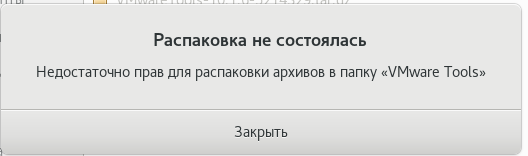 Распаковка не состоялась
Недостаточно прав для распаковки архивов в папку «VMware Tools»
Закрыть